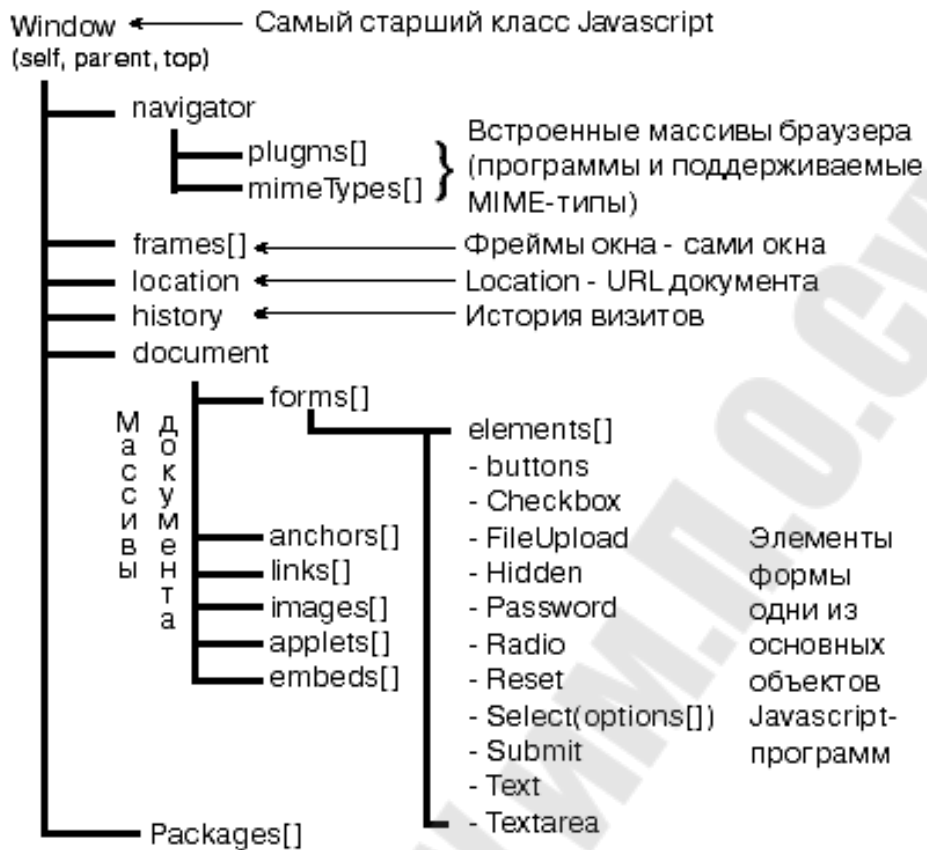 Window
Самый старший класс Javascript
(self, parent, top)
navigator
plugms[]
mimeTypes[]
Встроенные массивы браузера
(программы и поддерживаемые
MIME-типы)
frames[]
Фреймы окна - сами окна
location
Location - URL документа
history
История визитов
document
Массивы
документа
forms[]
anchors[]
links[]
images[]
applets[]
embeds[]
elements[]
- buttons
- Checkbox
- FileUpload
- Hidden
- Password
- Radio
- Reset
- Select(options[])
- Submit
- Text
- Textarea
Элементы
формы
одни из
основных
объектов
Javascript-
программ
Packages[]